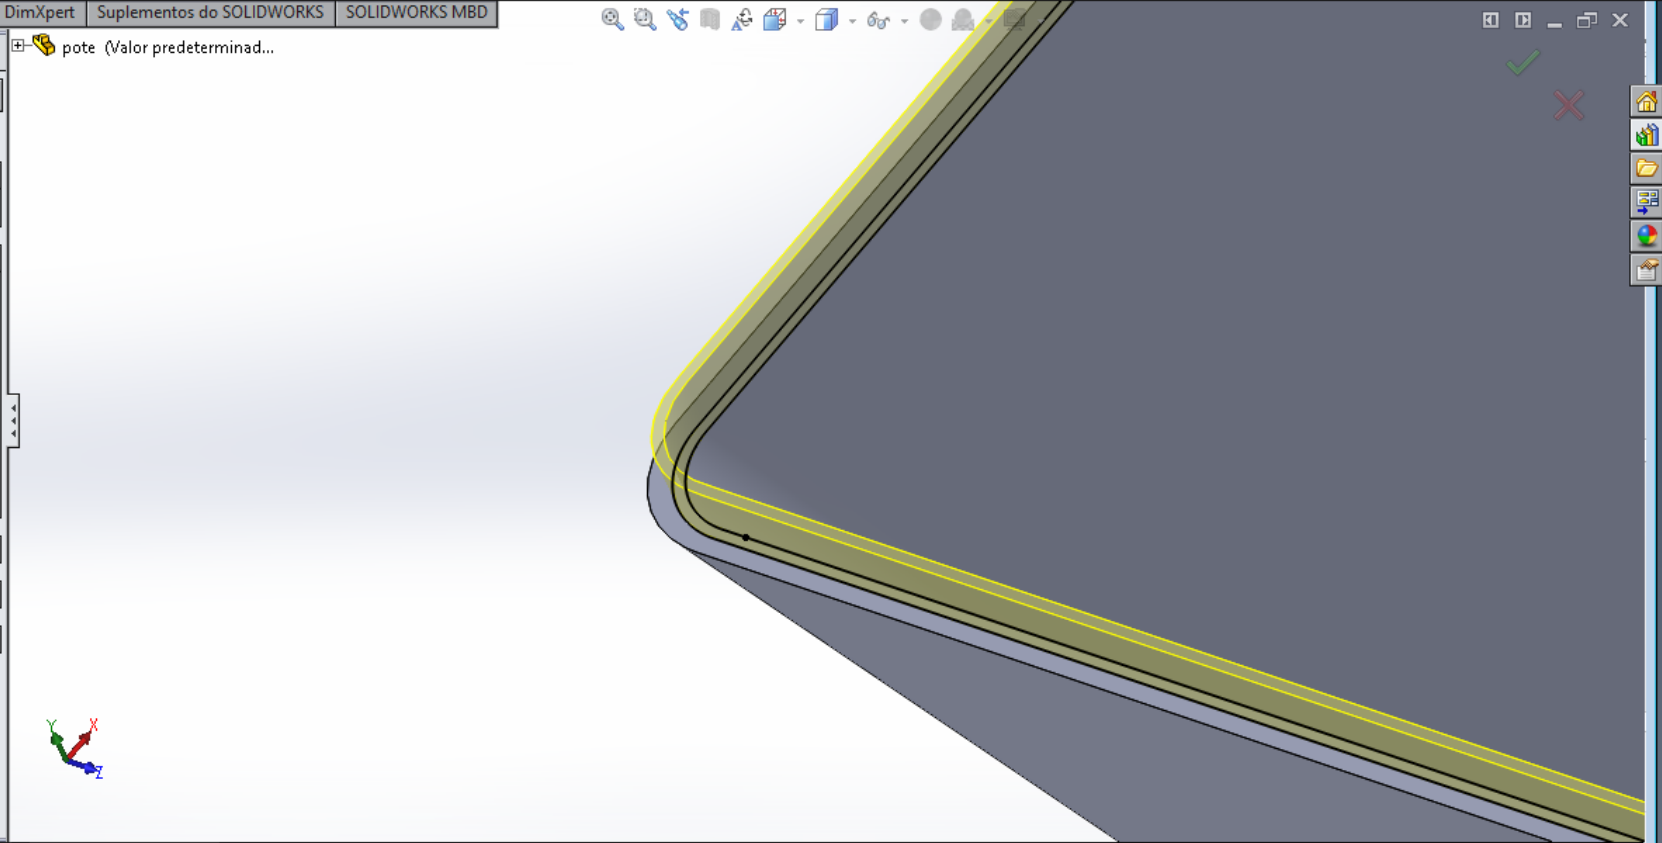 DimXpert
Suplementos do SOLIDWORKS
SOLIDWORKS MBD
pote (Valor predeterminad...
Y
X
Z